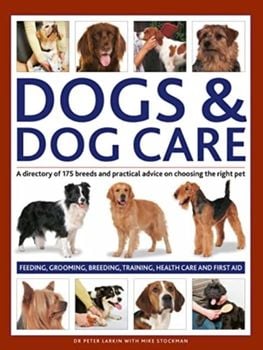 DOGS &
DOG CARE
A directory of 175 breeds and practical advice on choosing the right pet
FEEDING, GROOMING, BREEDING, TRAINING, HEALTH CARE AND FIRST AID
DR PETER LARKIN WITH MIKE STOCKMAN